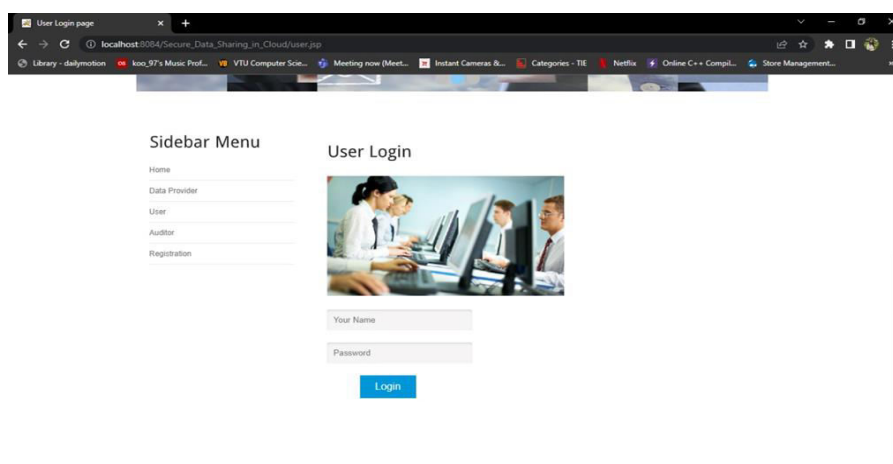 User Login page
localhost:8084/Secure_Data_Sharing_in_Cloud/user.jsp
Library - dailymotion koo_97's Music Prof... VTU Computer Scie... Meeting now (Meet... Instant Cameras &... Categories - TIE Netflix Online C++ Compil... Store Management...
Sidebar Menu
Home
Data Provider
User
Auditor
Registration
User Login
Your Name
Password
Login